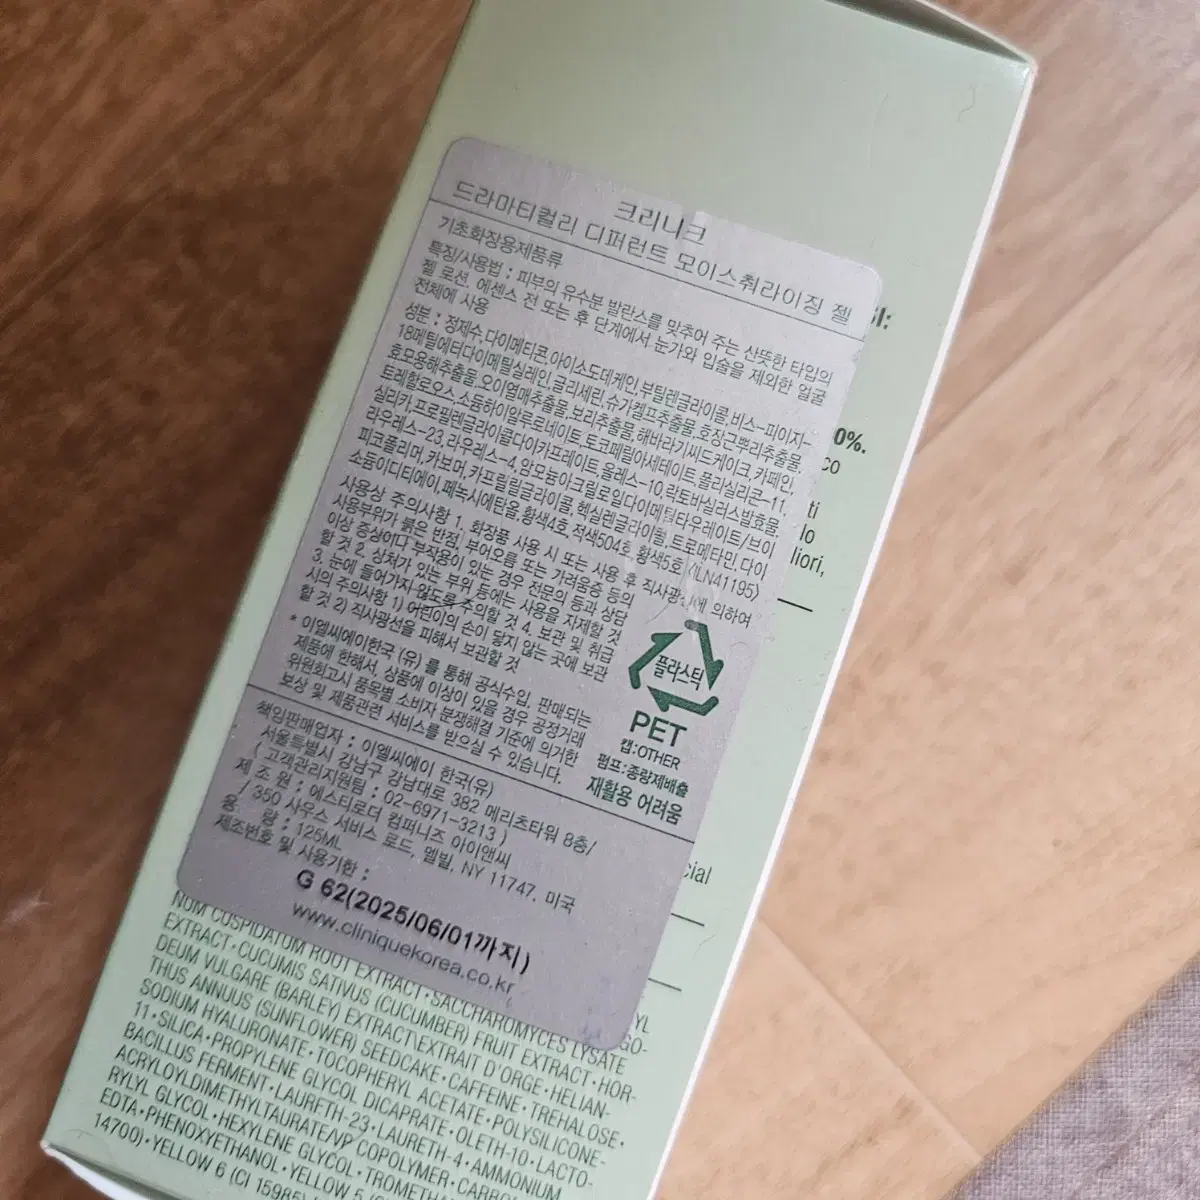 크리니크
드라마티컬리 디퍼런트 모이스춰라이징 젤
기초화장용제품류
특징/사용법 : 피부의 유수분 발란스를 맞추어 주는 산뜻한 타입의
젤 로션. 에센스 전 또는 후 단계에서 눈가와 입술을 제외한 얼굴
전체에 사용
성분 : 정제수,다이메티콘,아이소도데케인,부틸렌글라이콜,비스-피이지-
18메틸에터다이메틸실레인,글리세린,슈가켈프추출물,호장근뿌리추출물,
효모용해추출물,오이열매추출물,보리추출물,해바라기씨드케이크,카페인,
트레할로오스,소듐하이알루로네이트,토코페릴아세테이트,폴리실리콘-11,
실리카,프로필렌글라이콜다이카프레이트,올레스-10,락토바실러스발효물,
라우레스-23,라우레스-4,암모늄아크릴로일다이메틸타우레이트/브이
피코폴리머,카보머,카프릴릴글라이콜,헥실렌글라이콜,트로메타민,다이
소듐이디티에이,페녹시에탄올,황색4호,적색504호,황색5호 (ILN41195)
사용상 주의사항 1. 화장품 사용 시 또는 사용 후 직사광선에 의하여
사용부위가 붉은 반점, 부어오름 또는 가려움증 등의
이상 증상이나 부작용이 있는 경우 전문의 등과 상담
할 것 2. 상처가 있는 부위 등에는 사용을 자제할 것
3. 눈에 들어가지 않도록 주의할 것 4. 보관 및 취급
시의 주의사항 1) 어린이의 손이 닿지 않는 곳에 보관
할 것 2) 직사광선을 피해서 보관할 것
* 이엘씨에이한국 (유) 를 통해 공식수입, 판매되는
제품에 한해서, 상품에 이상이 있을 경우 공정거래
위원회고시 품목별 소비자 분쟁해결 기준에 의거한
보상 및 제품관련 서비스를 받으실 수 있습니다.
플라스틱
PET
캡:OTHER
펌프:종량제배출
재활용 어려움
책임판매업자 : 이엘씨에이 한국(유)
서울특별시 강남구 강남대로 382 메리츠타워 8층/
( 고객관리지원팀 : 02-6971-3213 )
제 조 원 : 에스티로더 컴퍼니즈 아이앤씨
/ 350 사우스 서비스 로드, 멜빌, NY 11747. 미국
용 량 : 125ML
제조번호 및 사용기한 :
G 62(2025/06/01까지)
www.cliniquekorea.co.kr
SI:
0%.
co
ti
lo
liori,
cial
NUM CUSPIDATUM ROOT EXTRACT•SACCHAROMYCES LYSATE
EXTRACT•CUCUMIS SATIVUS (CUCUMBER) FRUIT EXTRACT•HOR-
DEUM VULGARE (BARLEY) EXTRACT\EXTRAIT D'ORGE•HELIAN-
THUS ANNUUS (SUNFLOWER) SEEDCAKE•CAFFEINE•TREHALOSE•
SODIUM HYALURONATE•TOCOPHERYL ACETATE•POLYSILICONE-
11•SILICA•PROPYLENE GLYCOL DICAPRATE•OLETH-10•LACTO-
BACILLUS FERMENT•LAURETH-23•LAURETH-4•AMMONIUM
ACRYLOYLDIMETHYLTAURATE/VP COPOLYMER•CARBOM
RYLYL GLYCOL•HEXYLENE GLYCOL•TROMETHA
EDTA•PHENOXYETHANOL•YELLOW 5
14700)•YELLOW 6 (CI 15985)